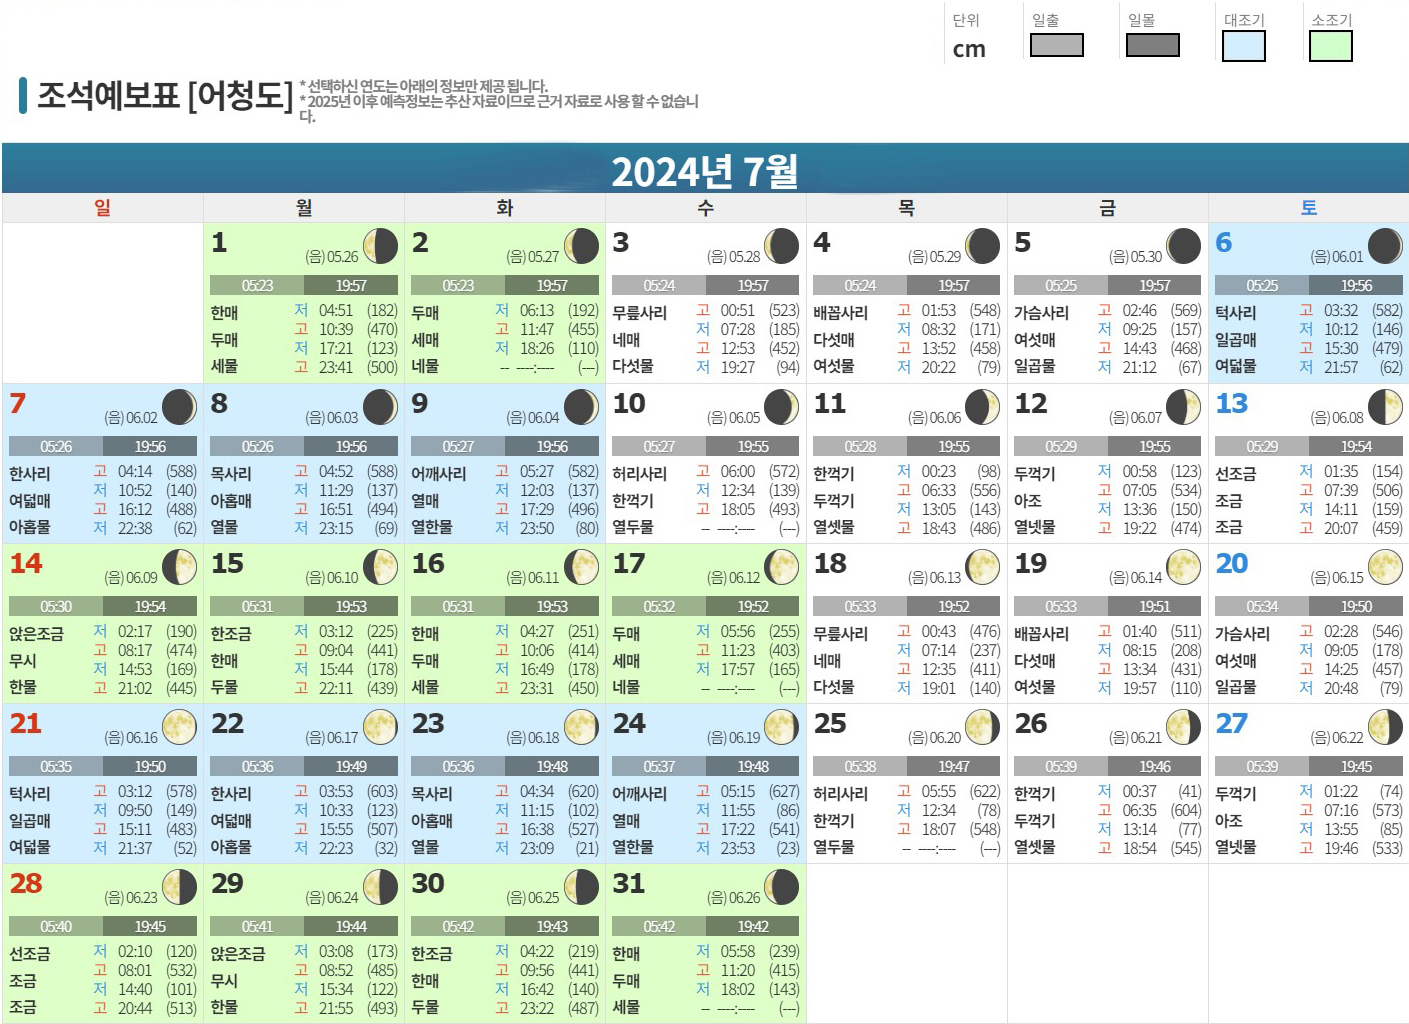 단위 일출 일몰 대조기 소조기
cm
조석예보표 [어청도]
* 선택하신 연도는 아래의 정보만 제공 됩니다.
* 2025년 이후 예측정보는 추산 자료이므로 근거 자료로 사용 할 수 없습니
다.
2024년 7월
일 월 화 수 목 금 토
1 (음) 05.26
05:23 19:57
한매 두매 세물
저 04:51 (182)
고 10:39 (470)
저 17:21 (123)
고 23:41 (500)
2 (음) 05.27
05:23 19:57
두매 세매 네물
저 06:13 (192)
고 11:47 (455)
저 18:26 (110)
-- ----:---- (---)
3 (음) 05.28
05:24 19:57
무릎사리 네매 다섯물
고 00:51 (523)
저 07:28 (185)
고 12:53 (452)
저 19:27 (94)
4 (음) 05.29
05:24 19:57
배꼽사리 다섯매 여섯물
고 01:53 (548)
저 08:32 (171)
고 13:52 (458)
저 20:22 (79)
5 (음) 05.30
05:25 19:57
가슴사리 여섯매 일곱물
고 02:46 (569)
저 09:25 (157)
고 14:43 (468)
저 21:12 (67)
6 (음) 06.01
05:25 19:56
턱사리 일곱매 여덟물
고 03:32 (582)
저 10:12 (146)
고 15:30 (479)
저 21:57 (62)
7 (음) 06.02
05:26 19:56
한사리 여덟매 아홉물
고 04:14 (588)
저 10:52 (140)
고 16:12 (488)
저 22:38 (62)
8 (음) 06.03
05:26 19:56
목사리 아홉매 열물
고 04:52 (588)
저 11:29 (137)
고 16:51 (494)
저 23:15 (69)
9 (음) 06.04
05:27 19:56
어깨사리 열매 열한물
고 05:27 (582)
저 12:03 (137)
고 17:29 (496)
저 23:50 (80)
10 (음) 06.05
05:27 19:55
허리사리 한꺽기 열두물
고 06:00 (572)
저 12:34 (139)
고 18:05 (493)
-- ----:---- (---)
11 (음) 06.06
05:28 19:55
한꺽기 두꺽기 열셋물
저 00:23 (98)
고 06:33 (556)
저 13:05 (143)
고 18:43 (486)
12 (음) 06.07
05:29 19:55
두꺽기 아조 열넷물
저 00:58 (123)
고 07:05 (534)
저 13:36 (150)
고 19:22 (474)
13 (음) 06.08
05:29 19:54
선조금 조금 조금
저 01:35 (154)
고 07:39 (506)
저 14:11 (159)
고 20:07 (459)
14 (음) 06.09
05:30 19:54
앉은조금 무시 한물
저 02:17 (190)
고 08:17 (474)
저 14:53 (169)
고 21:02 (445)
15 (음) 06.10
05:31 19:53
한조금 한매 두물
저 03:12 (225)
고 09:04 (441)
저 15:44 (178)
고 22:11 (439)
16 (음) 06.11
05:31 19:53
한매 두매 세물
저 04:27 (251)
고 10:06 (414)
저 16:49 (178)
고 23:31 (450)
17 (음) 06.12
05:32 19:52
두매 세매 네물
저 05:56 (255)
고 11:23 (403)
저 17:57 (165)
-- ----:---- (---)
18 (음) 06.13
05:33 19:52
무릎사리 네매 다섯물
고 00:43 (476)
저 07:14 (237)
고 12:35 (411)
저 19:01 (140)
19 (음) 06.14
05:33 19:51
배꼽사리 다섯매 여섯물
고 01:40 (511)
저 08:15 (208)
고 13:34 (431)
저 19:57 (110)
20 (음) 06.15
05:34 19:50
가슴사리 여섯매 일곱물
고 02:28 (546)
저 09:05 (178)
고 14:25 (457)
저 20:48 (79)
21 (음) 06.16
05:35 19:50
턱사리 일곱매 여덟물
고 03:12 (578)
저 09:50 (149)
고 15:11 (483)
저 21:37 (52)
22 (음) 06.17
05:36 19:49
한사리 여덟매 아홉물
고 03:53 (603)
저 10:33 (123)
고 15:55 (507)
저 22:23 (32)
23 (음) 06.18
05:36 19:48
목사리 아홉매 열물
고 04:34 (620)
저 11:15 (102)
고 16:38 (527)
저 23:09 (21)
24 (음) 06.19
05:37 19:48
어깨사리 열매 열한물
고 05:15 (627)
저 11:55 (86)
고 17:22 (541)
저 23:53 (23)
25 (음) 06.20
05:38 19:47
허리사리 한꺽기 열두물
고 05:55 (622)
저 12:34 (78)
고 18:07 (548)
-- ----:---- (---)
26 (음) 06.21
05:39 19:46
한꺽기 두꺽기 열셋물
저 00:37 (41)
고 06:35 (604)
저 13:14 (77)
고 18:54 (545)
27 (음) 06.22
05:39 19:45
두꺽기 아조 열넷물
저 01:22 (74)
고 07:16 (573)
저 13:55 (85)
고 19:46 (533)
28 (음) 06.23
05:40 19:45
선조금 조금 조금
저 02:10 (120)
고 08:01 (532)
저 14:40 (101)
고 20:44 (513)
29 (음) 06.24
05:41 19:44
앉은조금 무시 한물
저 03:08 (173)
고 08:52 (485)
저 15:34 (122)
고 21:55 (493)
30 (음) 06.25
05:42 19:43
한조금 한매 두물
저 04:22 (219)
고 09:56 (441)
저 16:42 (140)
고 23:22 (487)
31 (음) 06.26
05:42 19:42
한매 두매 세물
저 05:58 (239)
고 11:20 (415)
저 18:02 (143)
-- ----:---- (---)